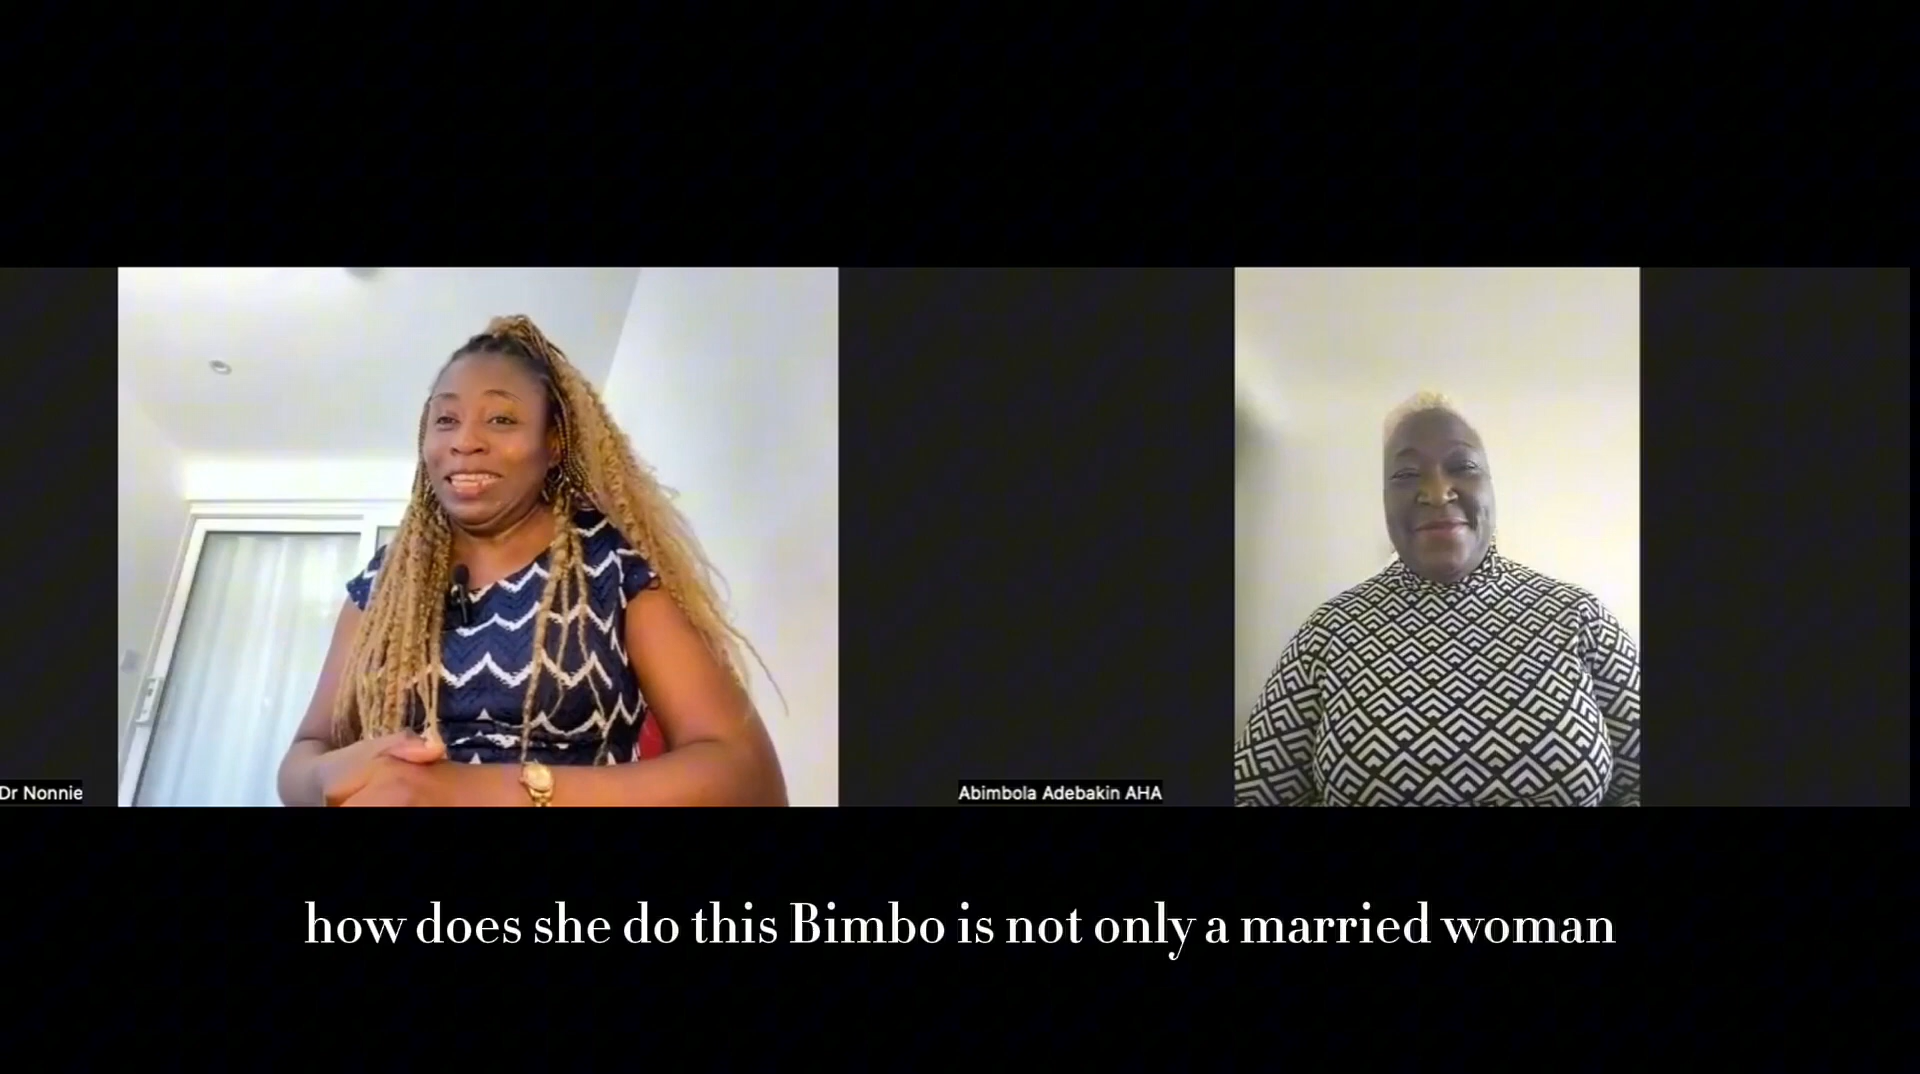 Dr Nonnie
Abimbola Adebakin AHA
how does she do this Bimbo is not only a married woman